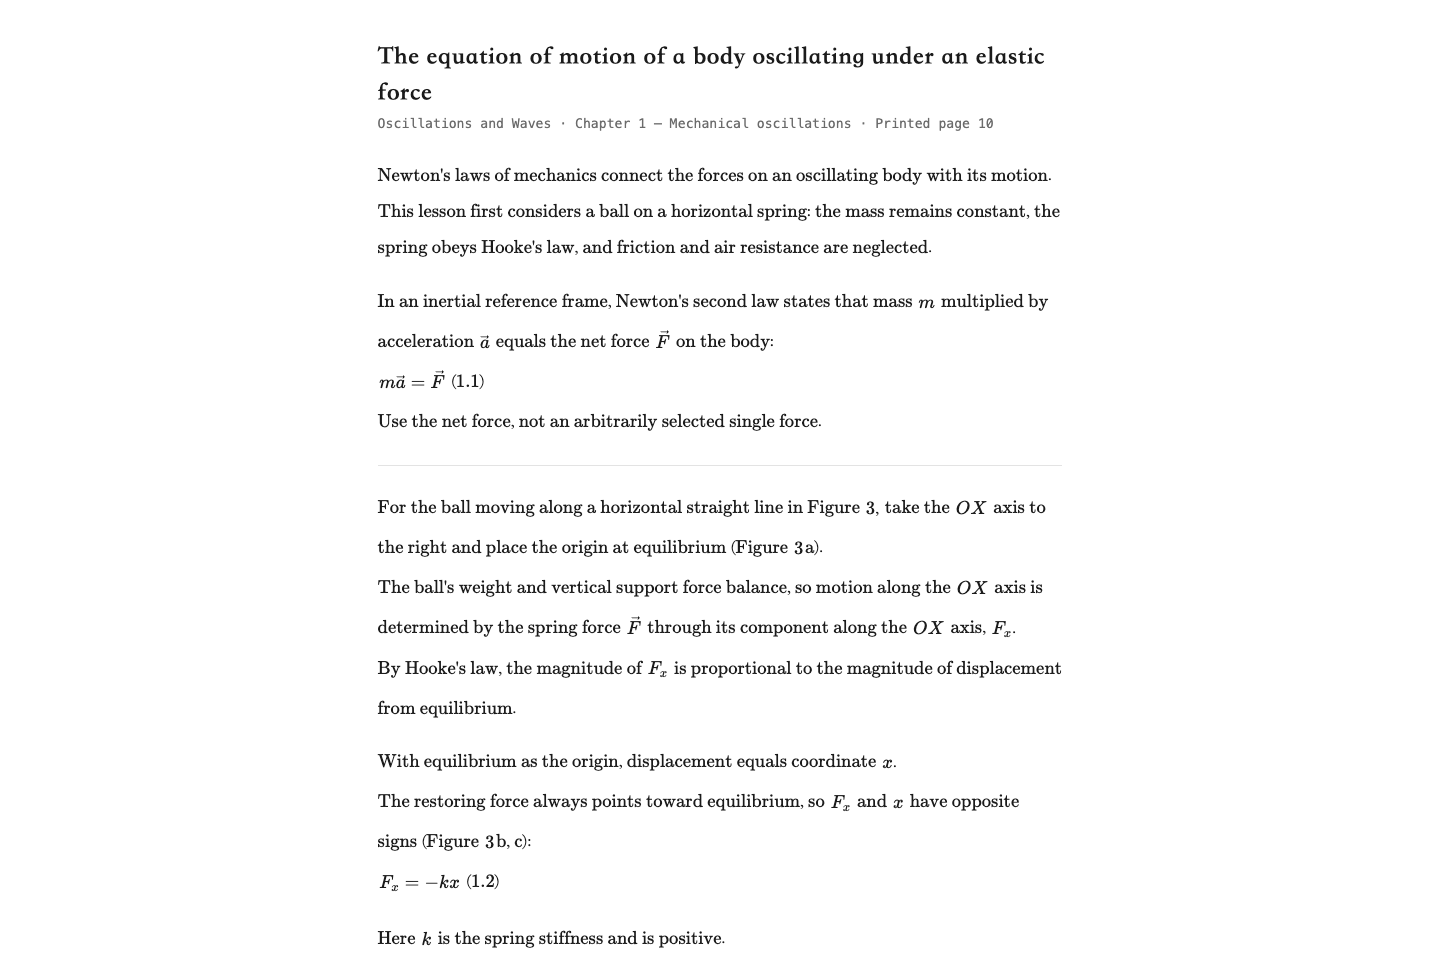 The equation of motion of a body oscillating under an elastic
force
Oscillations and Waves · Chapter 1 — Mechanical oscillations · Printed page 10
Newton's laws of mechanics connect the forces on an oscillating body with its motion.
This lesson first considers a ball on a horizontal spring: the mass remains constant, the
spring obeys Hooke's law, and friction and air resistance are neglected.
In an inertial reference frame, Newton's second law states that mass m multiplied by
acceleration a⃗ equals the net force F⃗ on the body:
ma⃗ = F⃗ (1.1)
Use the net force, not an arbitrarily selected single force.
For the ball moving along a horizontal straight line in Figure 3, take the OX axis to
the right and place the origin at equilibrium (Figure 3a).
The ball's weight and vertical support force balance, so motion along the OX axis is
determined by the spring force F⃗ through its component along the OX axis, Fₓ.
By Hooke's law, the magnitude of Fₓ is proportional to the magnitude of displacement
from equilibrium.
With equilibrium as the origin, displacement equals coordinate x.
The restoring force always points toward equilibrium, so Fₓ and x have opposite
signs (Figure 3b, c):
Fₓ = −kx (1.2)
Here k is the spring stiffness and is positive.